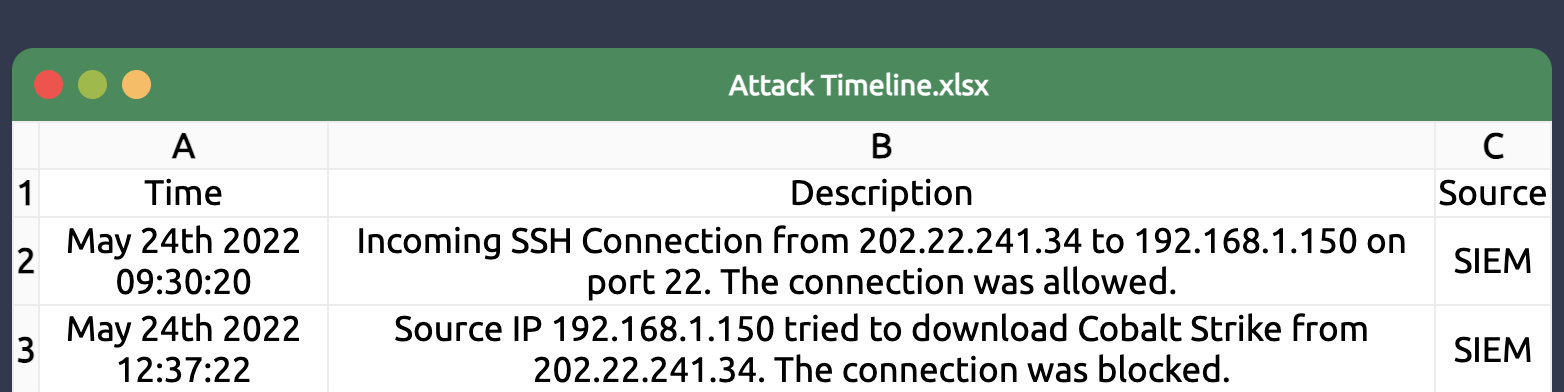 Attack Timeline.xlsx
A B C
1 Time Description Source
2 May 24th 2022 09:30:20 Incoming SSH Connection from 202.22.241.34 to 192.168.1.150 on port 22. The connection was allowed. SIEM
3 May 24th 2022 12:37:22 Source IP 192.168.1.150 tried to download Cobalt Strike from 202.22.241.34. The connection was blocked. SIEM